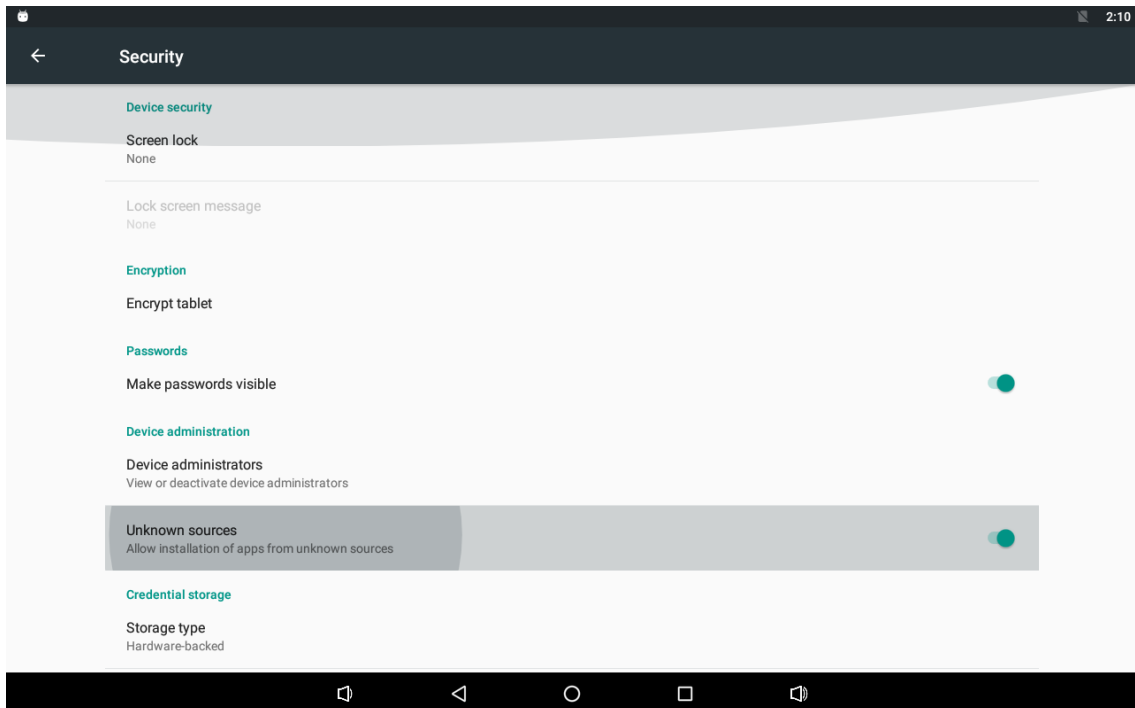 2:10
Security
Device security
Screen lock
None
Lock screen message
None
Encryption
Encrypt tablet
Passwords
Make passwords visible
Device administration
Device administrators
View or deactivate device administrators
Unknown sources
Allow installation of apps from unknown sources
Credential storage
Storage type
Hardware-backed